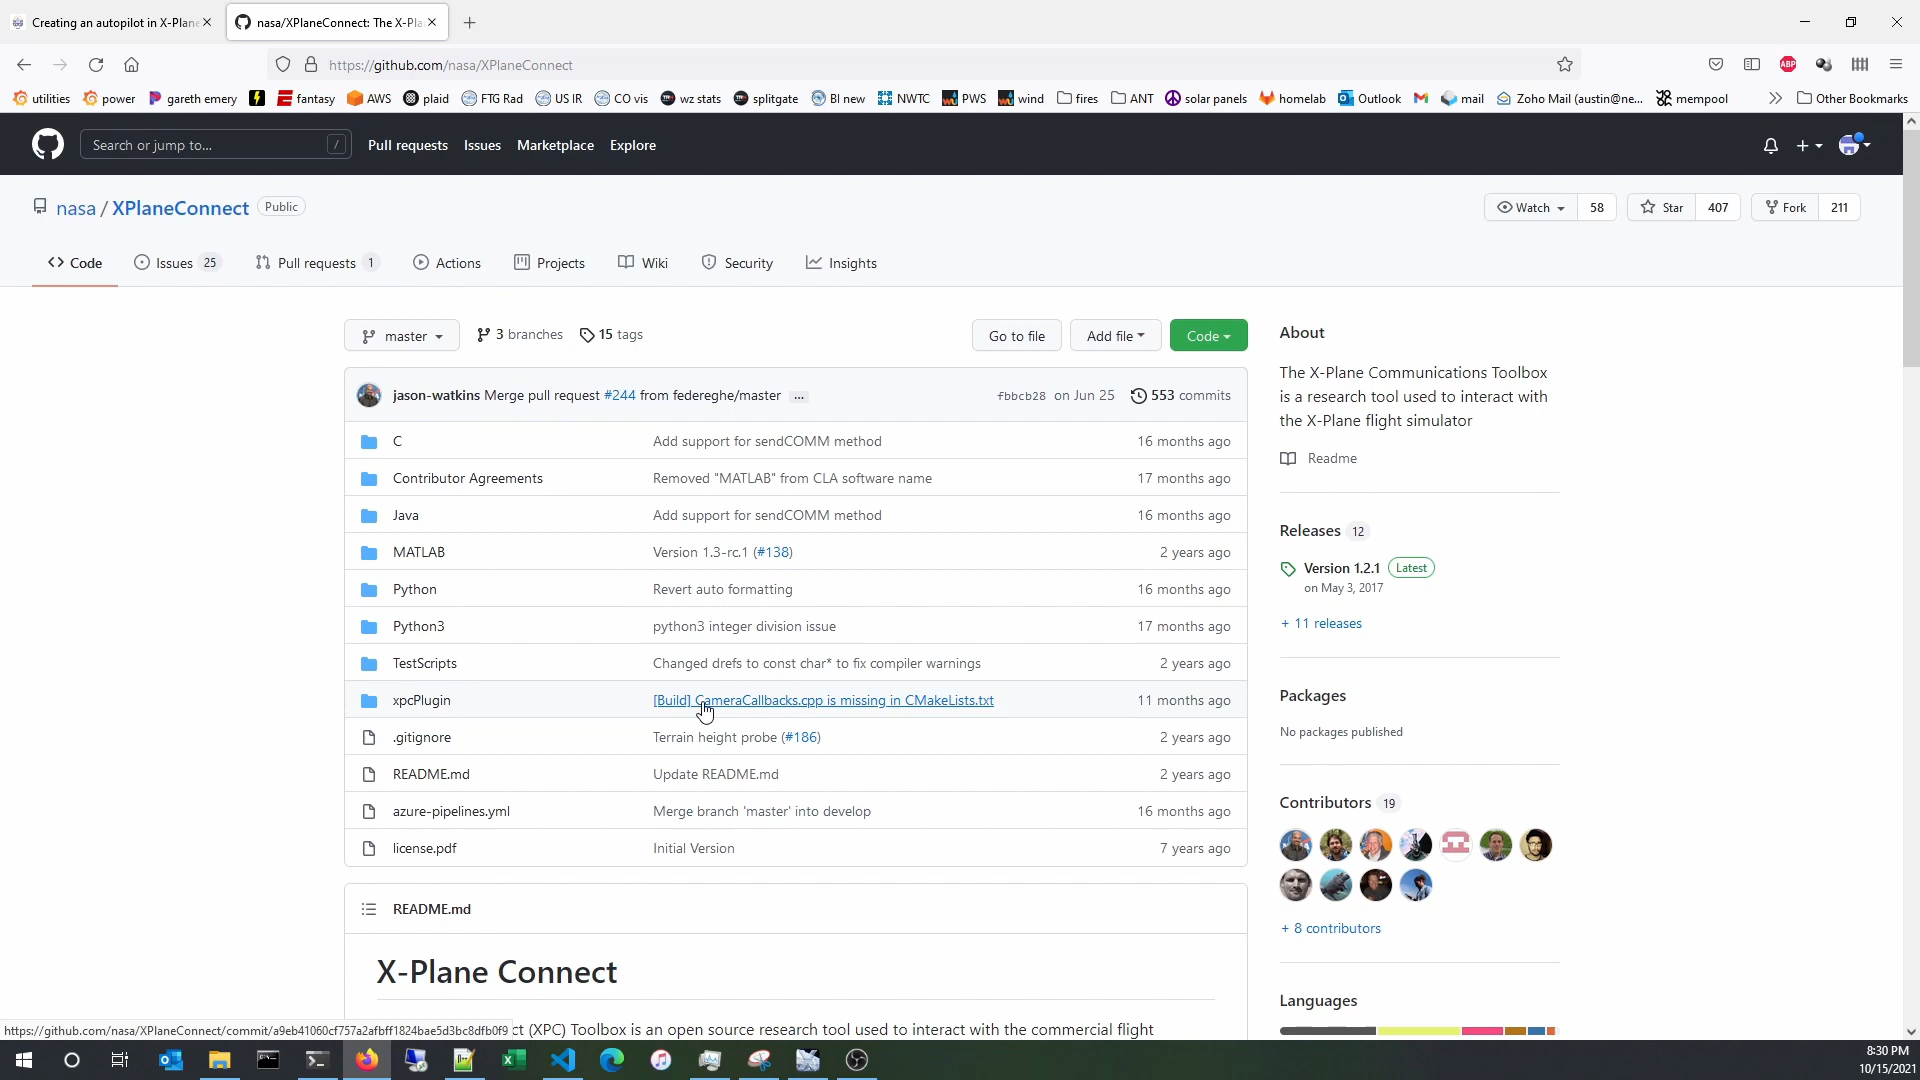 Creating an autopilot in X-Plane
nasa/XPlaneConnect: The X-Pla
https://github.com/nasa/XPlaneConnect
utilities power gareth emery fantasy AWS plaid FTG Rad US IR CO vis wz stats splitgate BI new NWTC PWS wind fires ANT solar panels homelab Outlook mail Zoho Mail (austin@ne... mempool Other Bookmarks
Search or jump to... / Pull requests Issues Marketplace Explore
nasa / XPlaneConnect Public
Watch 58 Star 407 Fork 211
Code Issues 25 Pull requests 1 Actions Projects Wiki Security Insights
master 3 branches 15 tags Go to file Add file Code
jason-watkins Merge pull request #244 from federeghe/master ... fbbcb28 on Jun 25 553 commits
C Add support for sendCOMM method 16 months ago
Contributor Agreements Removed "MATLAB" from CLA software name 17 months ago
Java Add support for sendCOMM method 16 months ago
MATLAB Version 1.3-rc.1 (#138) 2 years ago
Python Revert auto formatting 16 months ago
Python3 python3 integer division issue 17 months ago
TestScripts Changed drefs to const char* to fix compiler warnings 2 years ago
xpcPlugin [Build] CameraCallbacks.cpp is missing in CMakeLists.txt 11 months ago
.gitignore Terrain height probe (#186) 2 years ago
README.md Update README.md 2 years ago
azure-pipelines.yml Merge branch 'master' into develop 16 months ago
license.pdf Initial Version 7 years ago
README.md
X-Plane Connect
ct (XPC) Toolbox is an open source research tool used to interact with the commercial flight
About
The X-Plane Communications Toolbox
is a research tool used to interact with
the X-Plane flight simulator
Readme
Releases 12
Version 1.2.1 Latest
on May 3, 2017
+ 11 releases
Packages
No packages published
Contributors 19
+ 8 contributors
Languages
https://github.com/nasa/XPlaneConnect/commit/a9eb41060cf757a2afbff1824bae5d3bc8dfb0f9
8:30 PM
10/15/2021